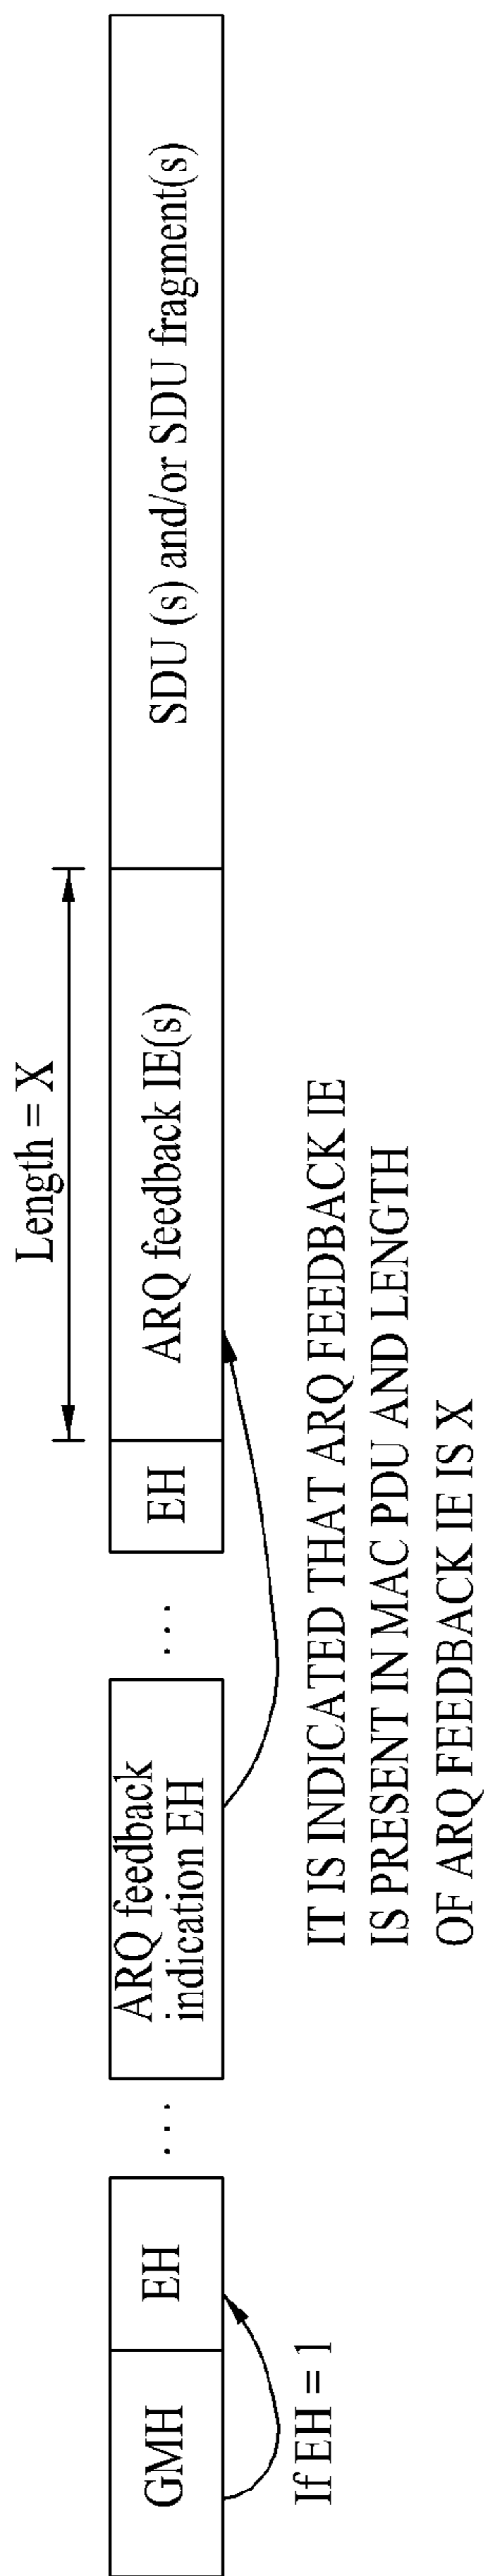 Length = X
GMH
EH
...
ARQ feedback
indication EH
...
EH
ARQ feedback IE(s)
SDU (s) and/or SDU fragment(s)
If EH = 1
IT IS INDICATED THAT ARQ FEEDBACK IE
IS PRESENT IN MAC PDU AND LENGTH
OF ARQ FEEDBACK IE IS X